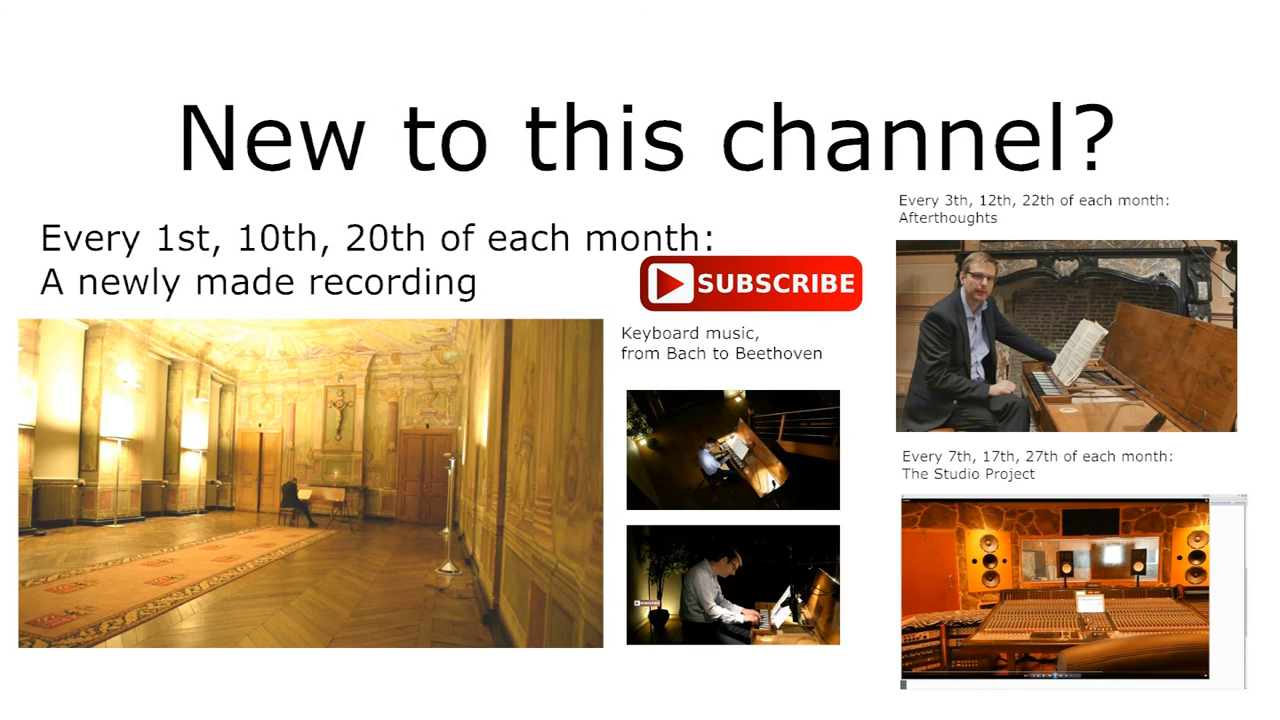 New to this channel?
Every 1st, 10th, 20th of each month:
A newly made recording
SUBSCRIBE
Keyboard music,
from Bach to Beethoven
Every 3th, 12th, 22th of each month:
Afterthoughts
Every 7th, 17th, 27th of each month:
The Studio Project
SUBSCRIBE